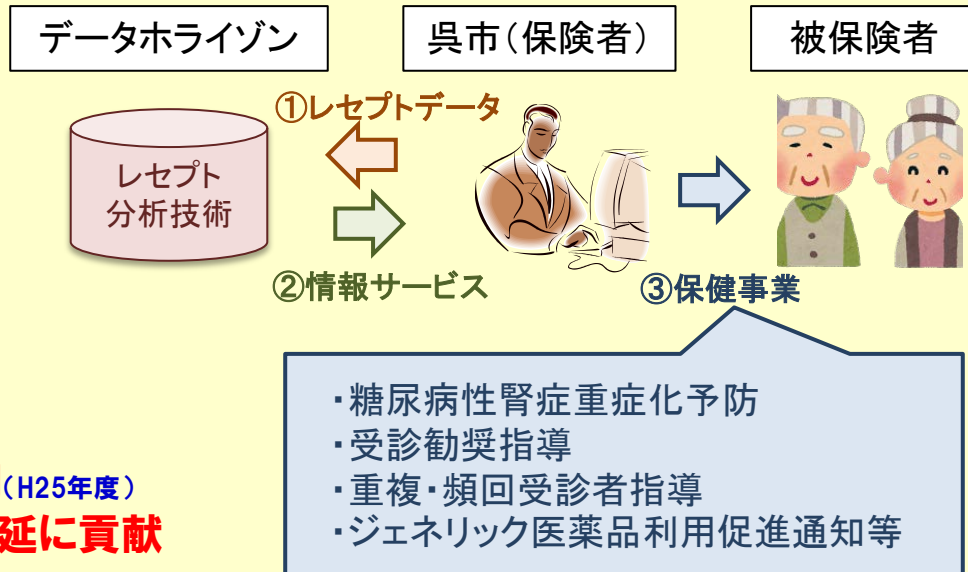 データホライゾン
呉市(保険者)
被保険者
①レセプトデータ
レセプト
分析技術
②情報サービス
③保健事業
・糖尿病性腎症重症化予防
・受診勧奨指導
・重複・頻回受診者指導
・ジェネリック医薬品利用促進通知等
(H25年度)
延に貢献